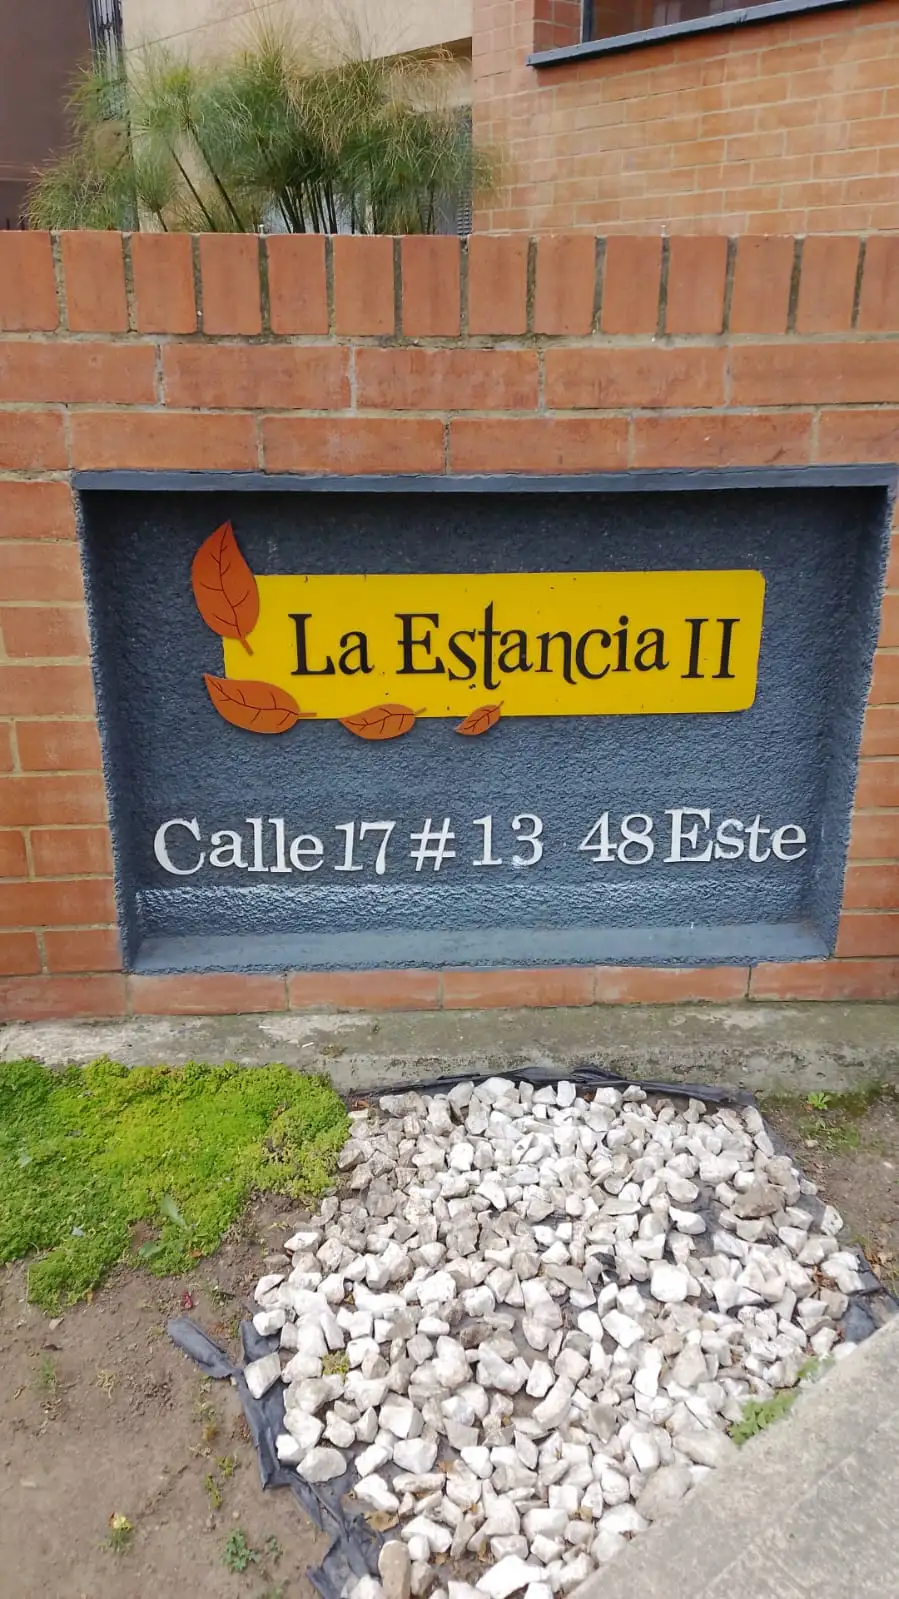 La Estancia II
Calle 17 # 13 48 Este